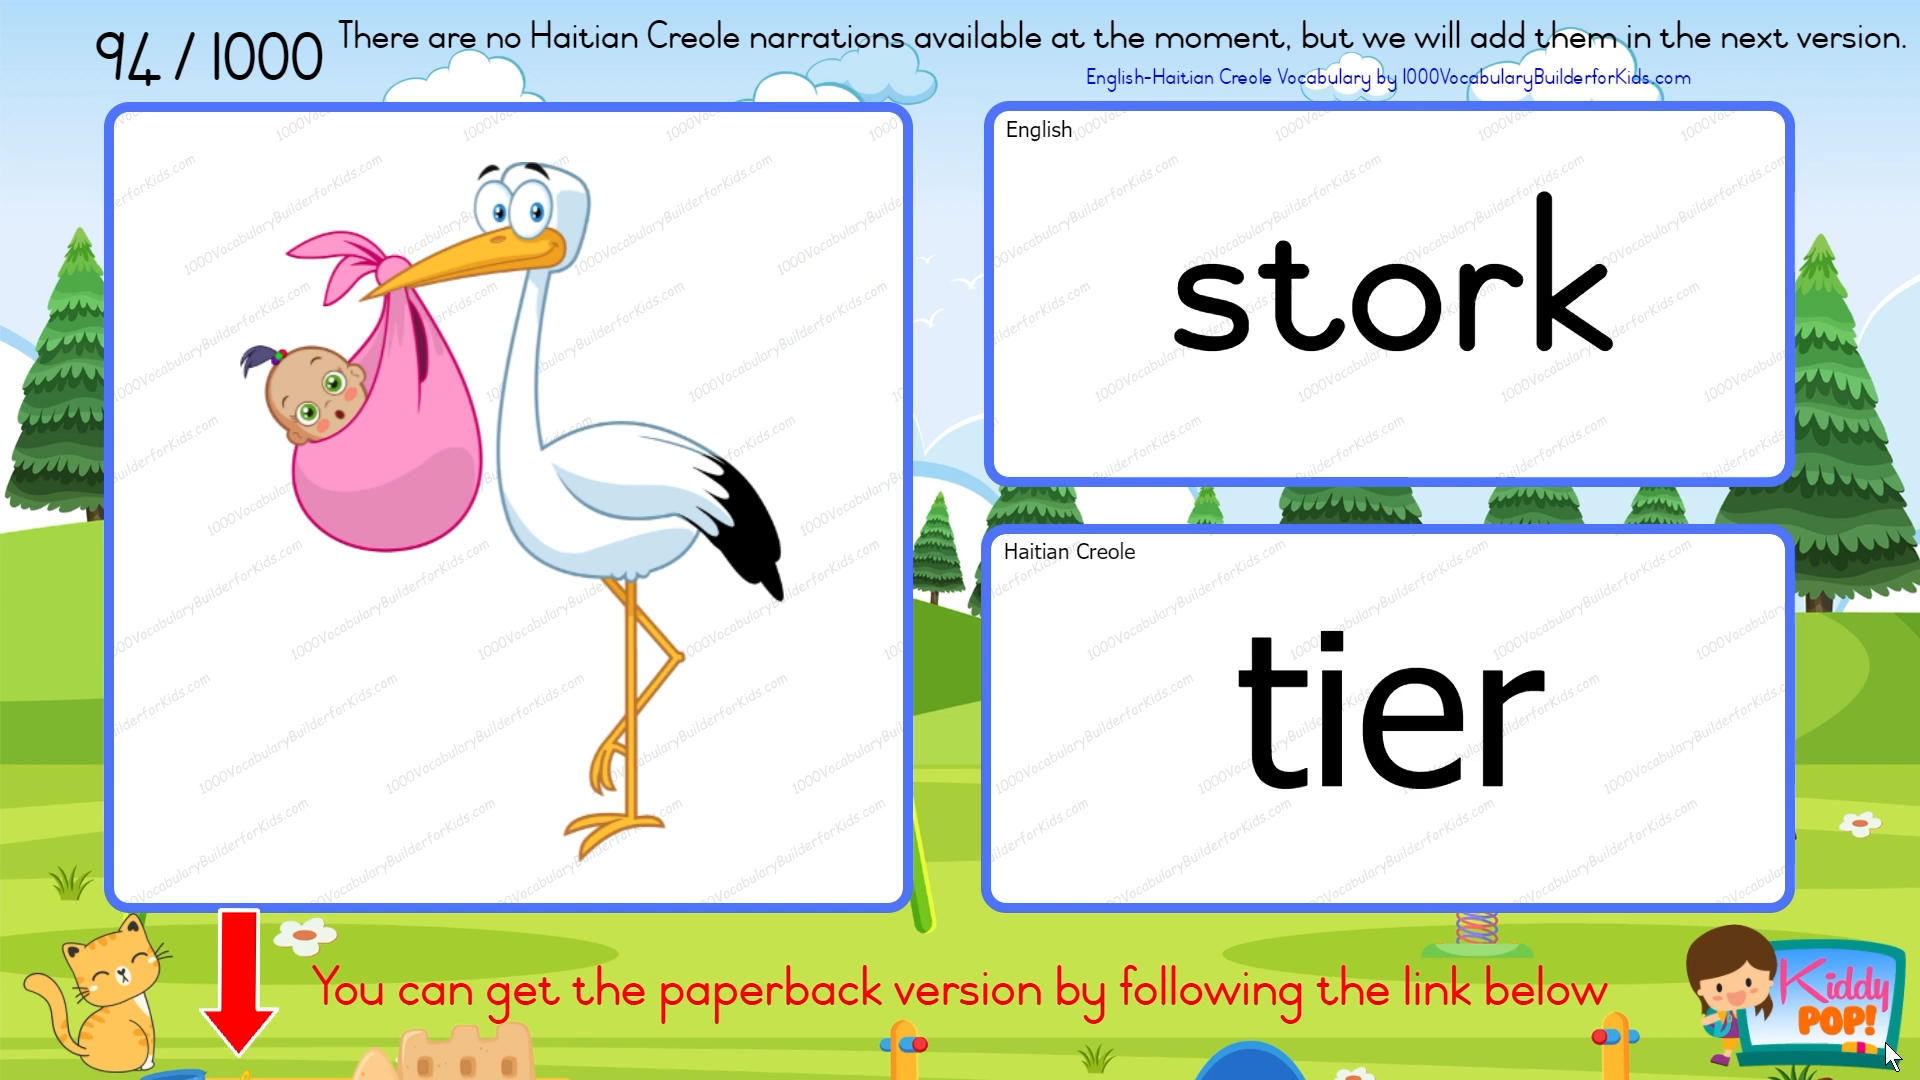 94 / 1000
There are no Haitian Creole narrations available at the moment, but we will add them in the next version.
English-Haitian Creole Vocabulary by 1000VocabularyBuilderforKids.com
English
stork
Haitian Creole
tier
You can get the paperback version by following the link below
Kiddy
POP!
1000VocabularyBuilderforKids.com